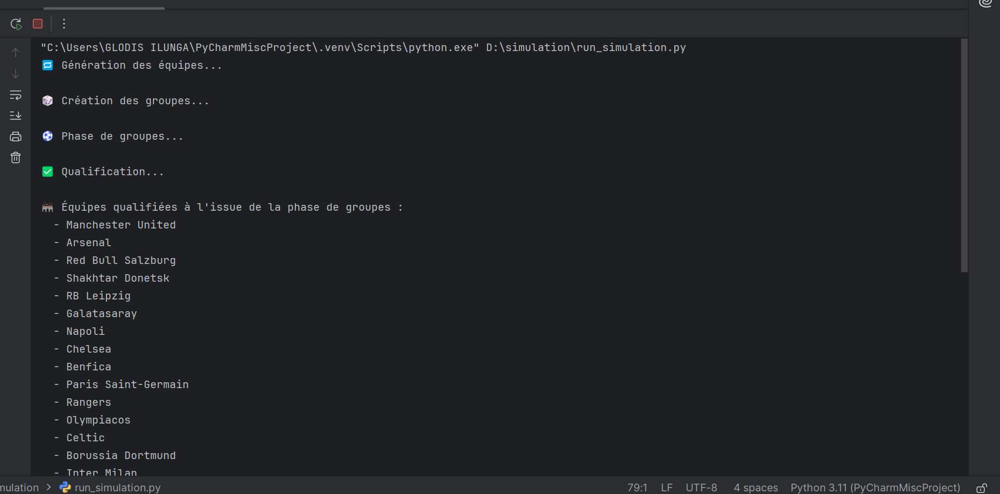 "C:\Users\GLODIS ILUNGA\PyCharmMiscProject\.venv\Scripts\python.exe" D:\simulation\run_simulation.py
Génération des équipes...
Création des groupes...
Phase de groupes...
Qualification...
Équipes qualifiées à l'issue de la phase de groupes :
- Manchester United
- Arsenal
- Red Bull Salzburg
- Shakhtar Donetsk
- RB Leipzig
- Galatasaray
- Napoli
- Chelsea
- Benfica
- Paris Saint-Germain
- Rangers
- Olympiacos
- Celtic
- Borussia Dortmund
- Inter Milan
mulation > run_simulation.py 79:1 LF UTF-8 4 spaces Python 3.11 (PyCharmMiscProject)